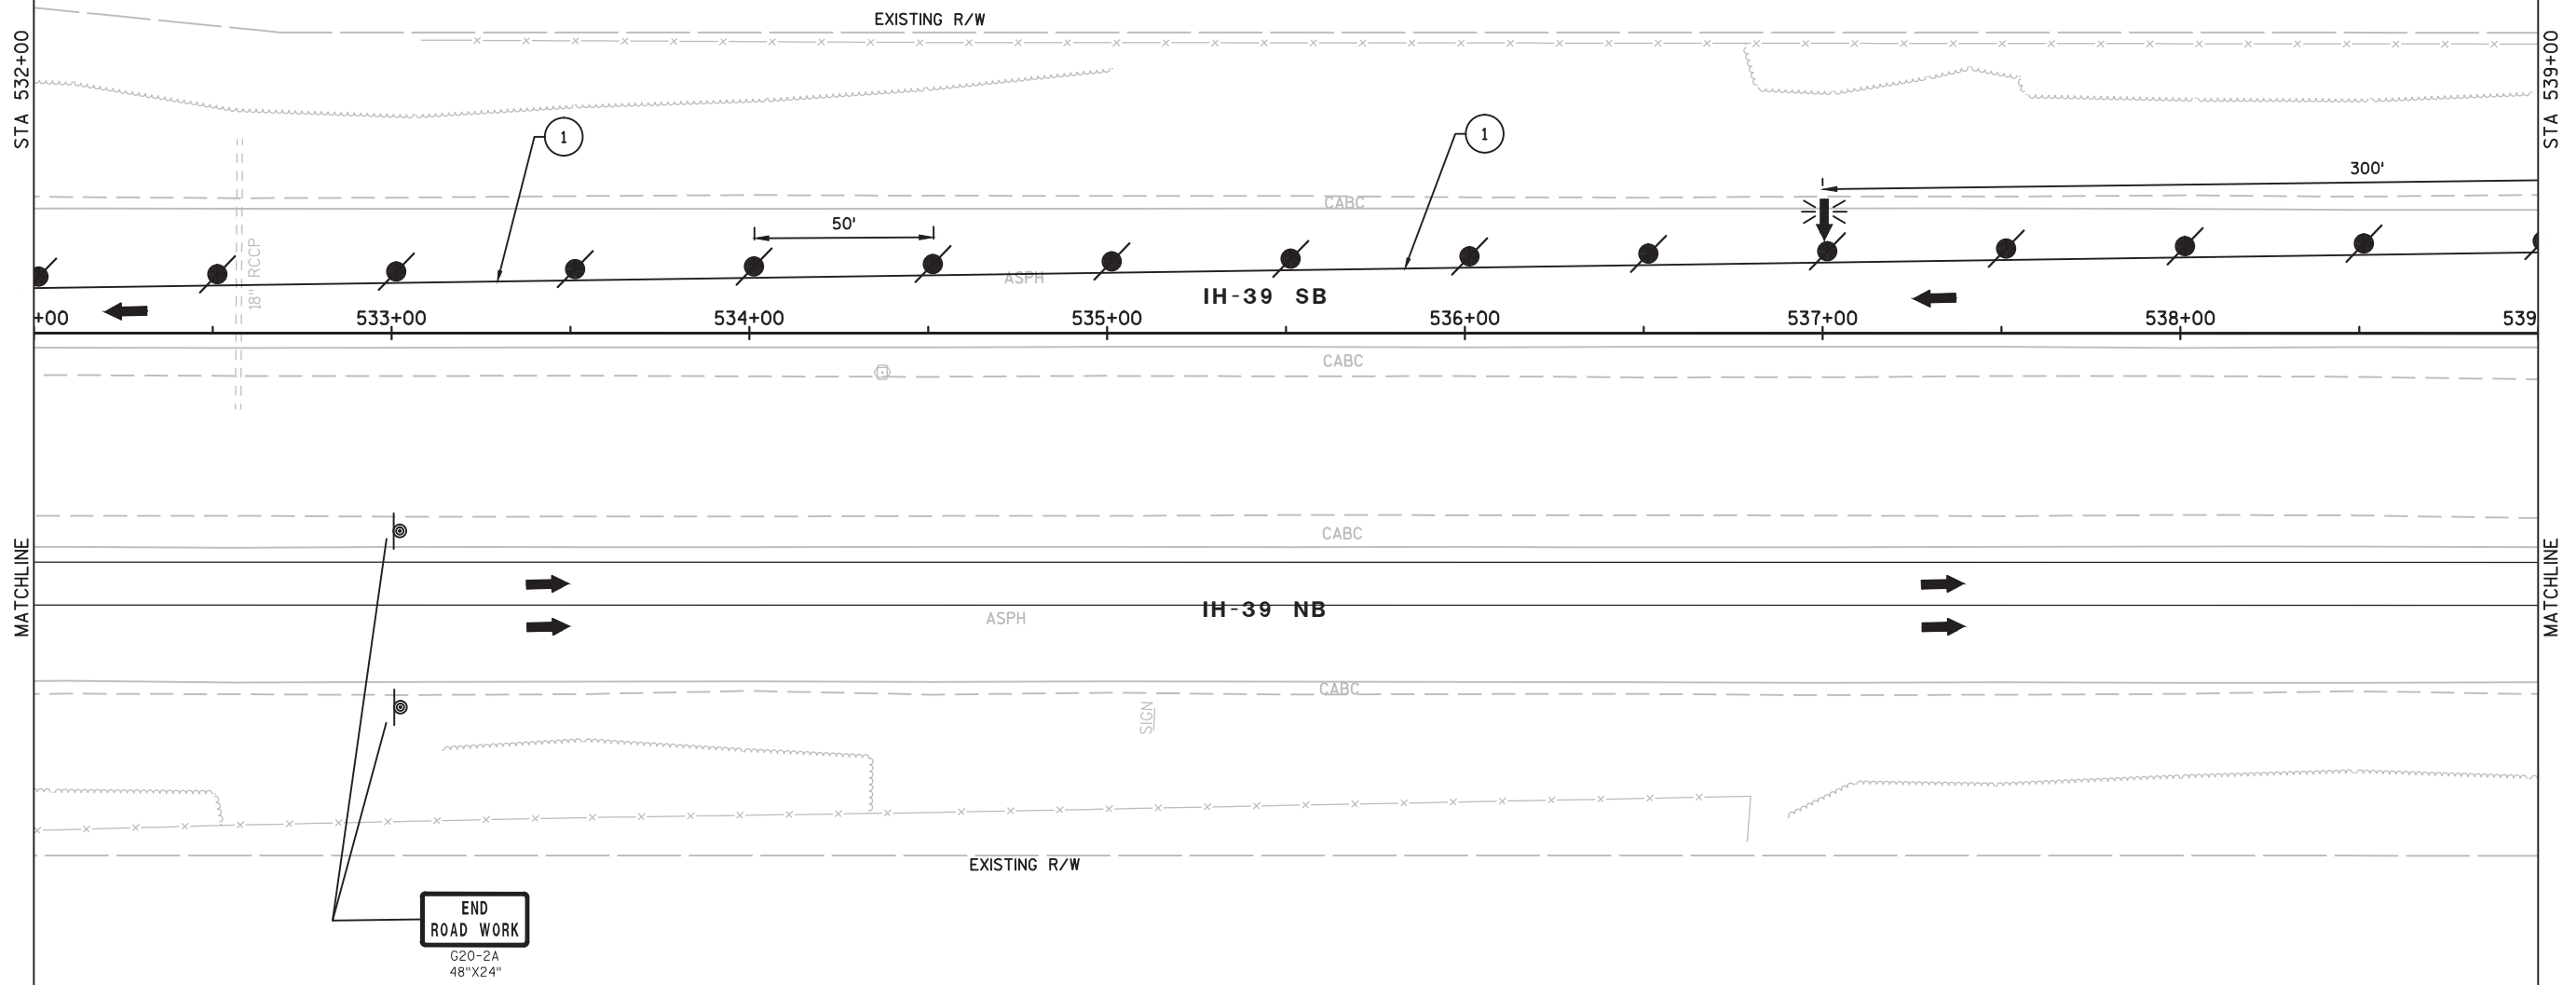 EXISTING R/W
STA 532+00
STA 539+00
1
1
300'
CABC
50'
18" RCCP
ASPH
IH-39 SB
+00
533+00
534+00
535+00
536+00
537+00
538+00
539
CABC
CABC
MATCHLINE
MATCHLINE
IH-39 NB
ASPH
CABC
SIGN
EXISTING R/W
END
ROAD WORK
G20-2A
48"X24"